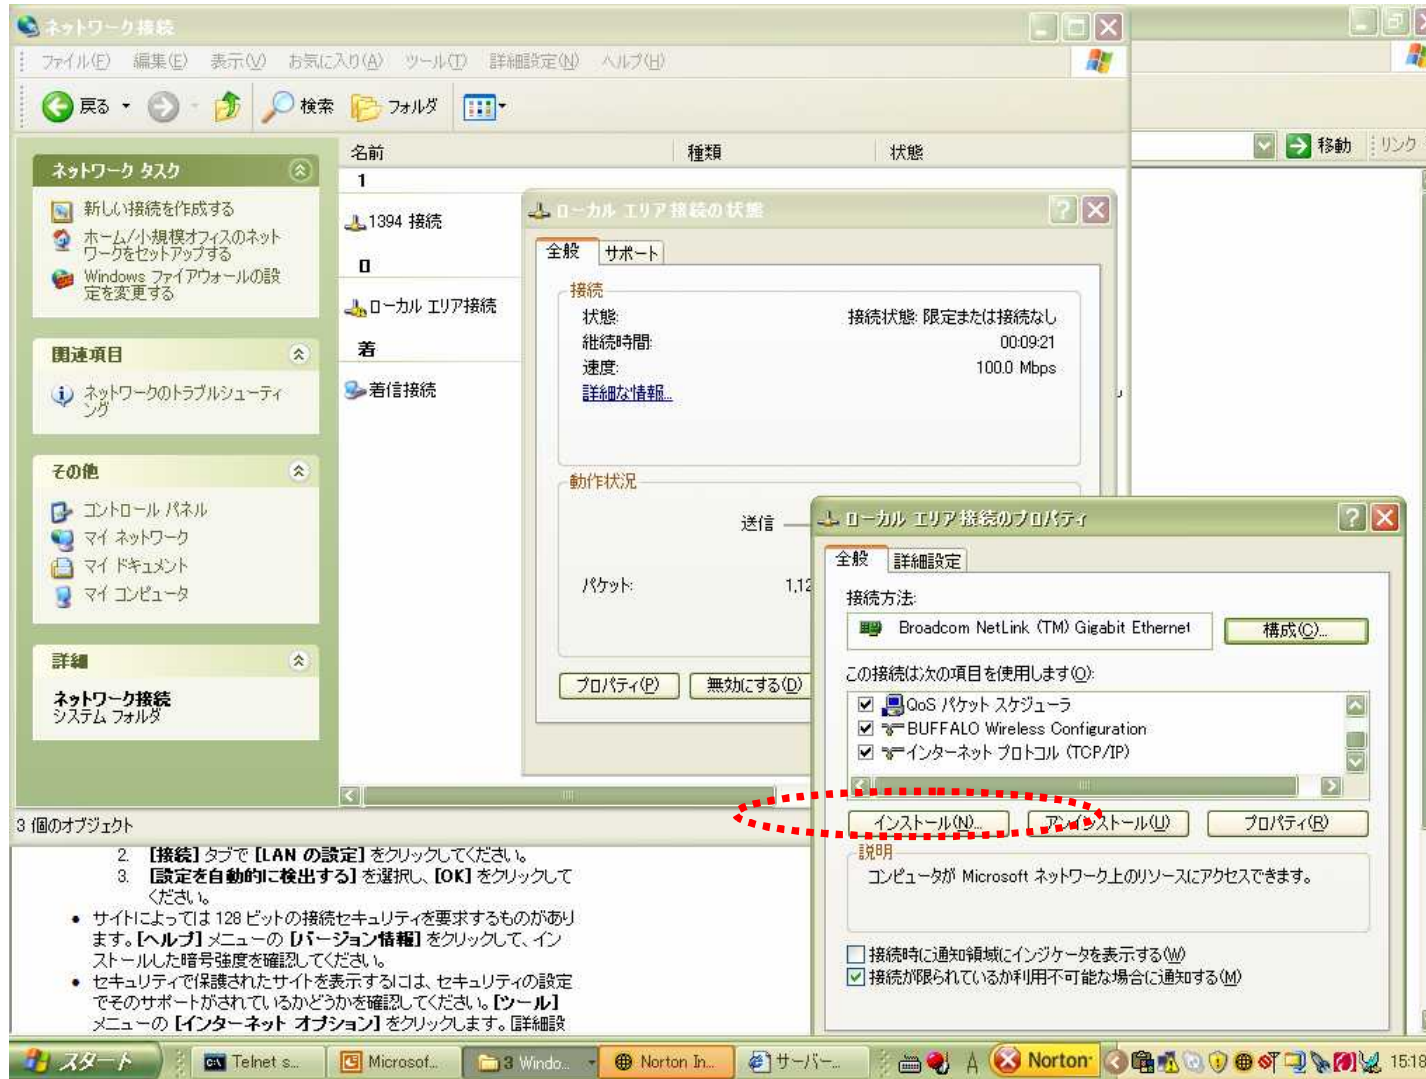 ネットワーク接続
ファイル(F) 編集(E) 表示(V) お気に入り(A) ツール(T) 詳細設定(N) ヘルプ(H)
戻る 検索 フォルダ
移動 リンク
名前 種類 状態
ネットワーク タスク
新しい接続を作成する
ホーム/小規模オフィスのネット
ワークをセットアップする
Windows ファイアウォールの設
定を変更する
関連項目
ネットワークのトラブルシューティ
ング
その他
コントロール パネル
マイ ネットワーク
マイ ドキュメント
マイ コンピュータ
詳細
ネットワーク接続
システム フォルダ
1
1394 接続
ロ
ローカル エリア接続
着
着信接続
3 個のオブジェクト
ローカル エリア接続の状態
全般 サポート
接続
状態: 接続状態: 限定または接続なし
継続時間: 00:09:21
速度: 100.0 Mbps
詳細な情報...
動作状況
送信
パケット: 1,12
プロパティ(P) 無効にする(D)
ローカル エリア接続のプロパティ
全般 詳細設定
接続方法:
Broadcom NetLink (TM) Gigabit Ethernet
構成(C)...
この接続は次の項目を使用します(O):
QoS パケット スケジューラ
BUFFALO Wireless Configuration
インターネット プロトコル (TCP/IP)
インストール(N)... アンインストール(U) プロパティ(R)
説明
コンピュータが Microsoft ネットワーク上のリソースにアクセスできます。
接続時に通知領域にインジケータを表示する(W)
接続が限られているか利用不可能な場合に通知する(M)
2. [接続] タブで [LAN の設定] をクリックしてください。
3. [設定を自動的に検出する] を選択し、[OK] をクリックして
ください。
• サイトによっては 128 ビットの接続セキュリティを要求するものがあり
ます。[ヘルプ] メニューの [バージョン情報] をクリックして、イン
ストールした暗号強度を確認してください。
• セキュリティで保護されたサイトを表示するには、セキュリティの設定
でそのサポートがされているかどうかを確認してください。[ツール]
メニューの [インターネット オプション] をクリックします。[詳細設
スタート Telnet s... Microsof... 3 Windo... Norton In... サーバー... A Norton 15:18